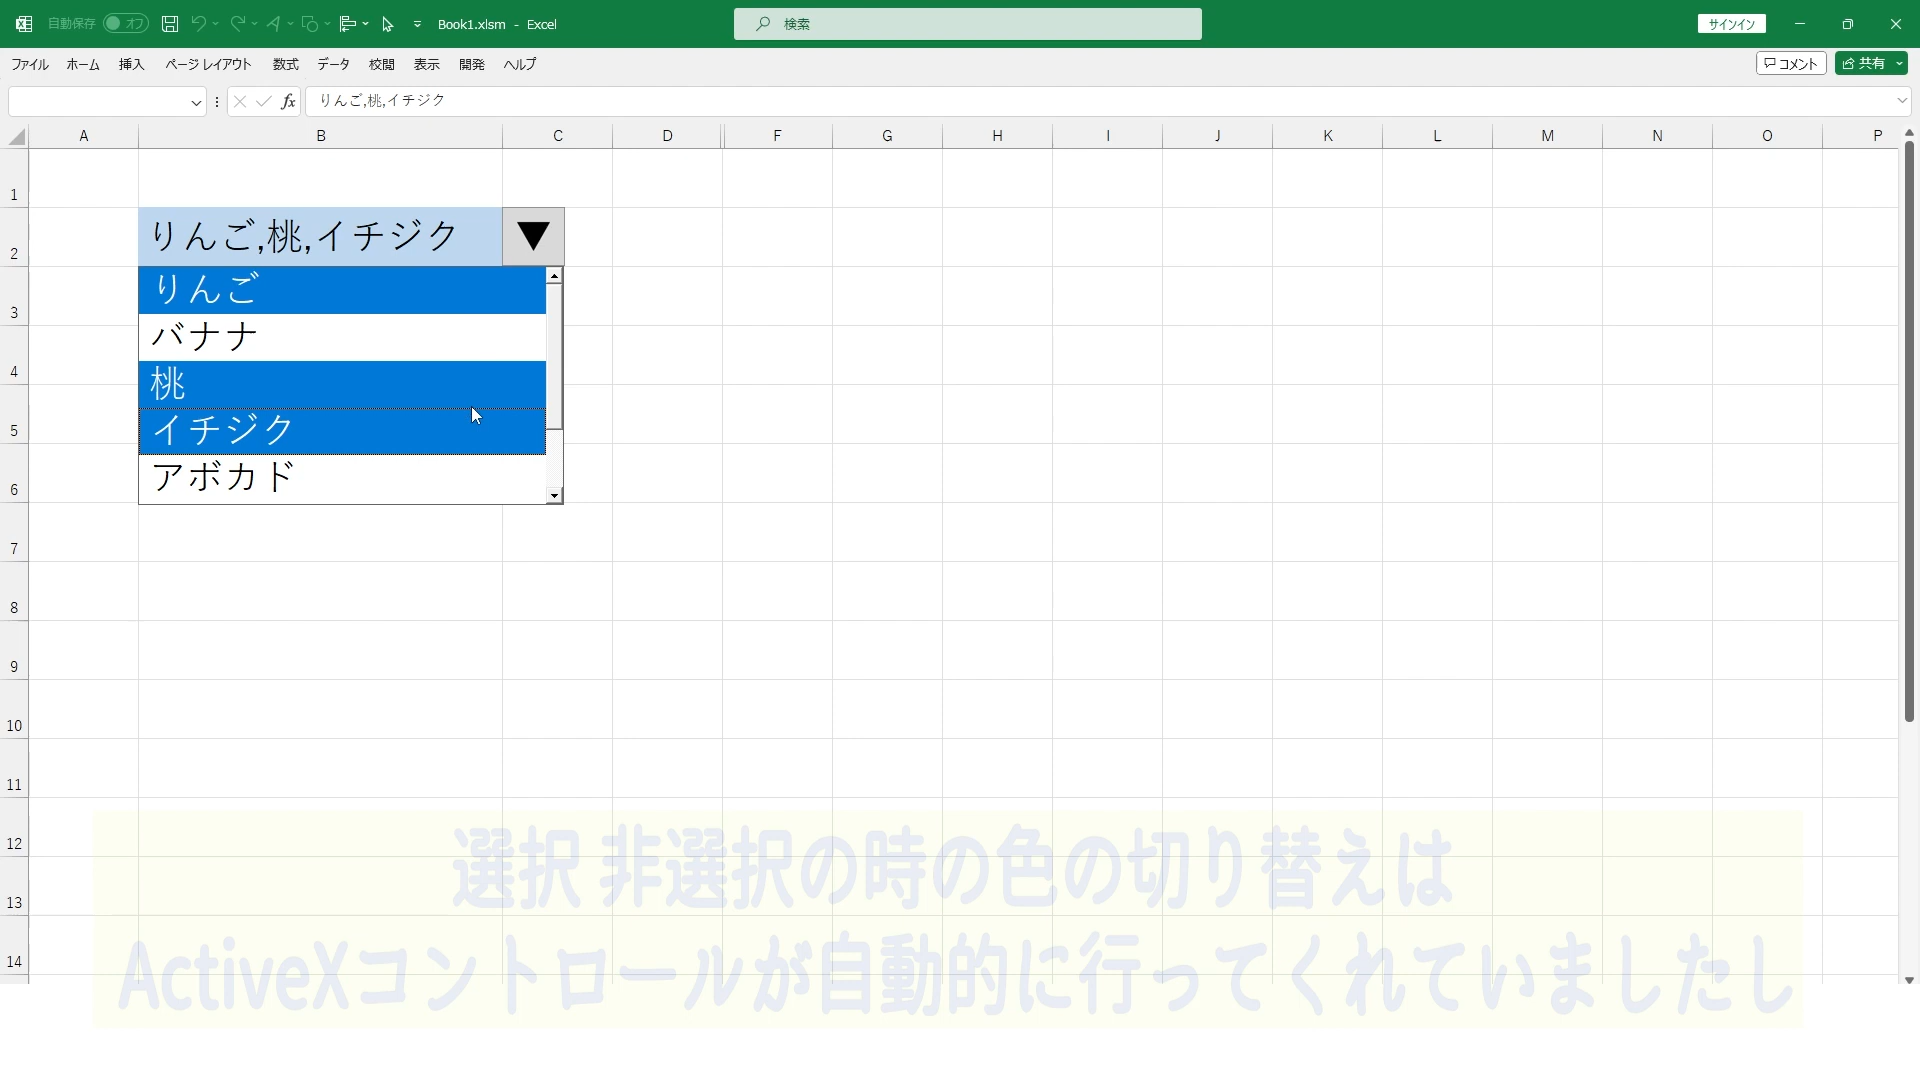 自動保存 オフ Book1.xlsm - Excel 検索 サインイン
ファイル ホーム 挿入 ページ レイアウト 数式 データ 校閲 表示 開発 ヘルプ コメント 共有
fx りんご,桃,イチジク
A B C D F G H I J K L M N O P
1
2 りんご,桃,イチジク ▼
りんご
3
バナナ
4 桃
5 イチジク
6 アボカド
7
8
9
10
11
12
選択 非選択の時の色の切り替えは
13
14 ActiveXコントロールが自動的に行ってくれていましたし